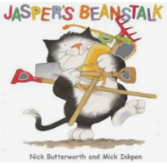 JASPER'S BEANSTALK
Nick Butterworth and Mick Inkpen